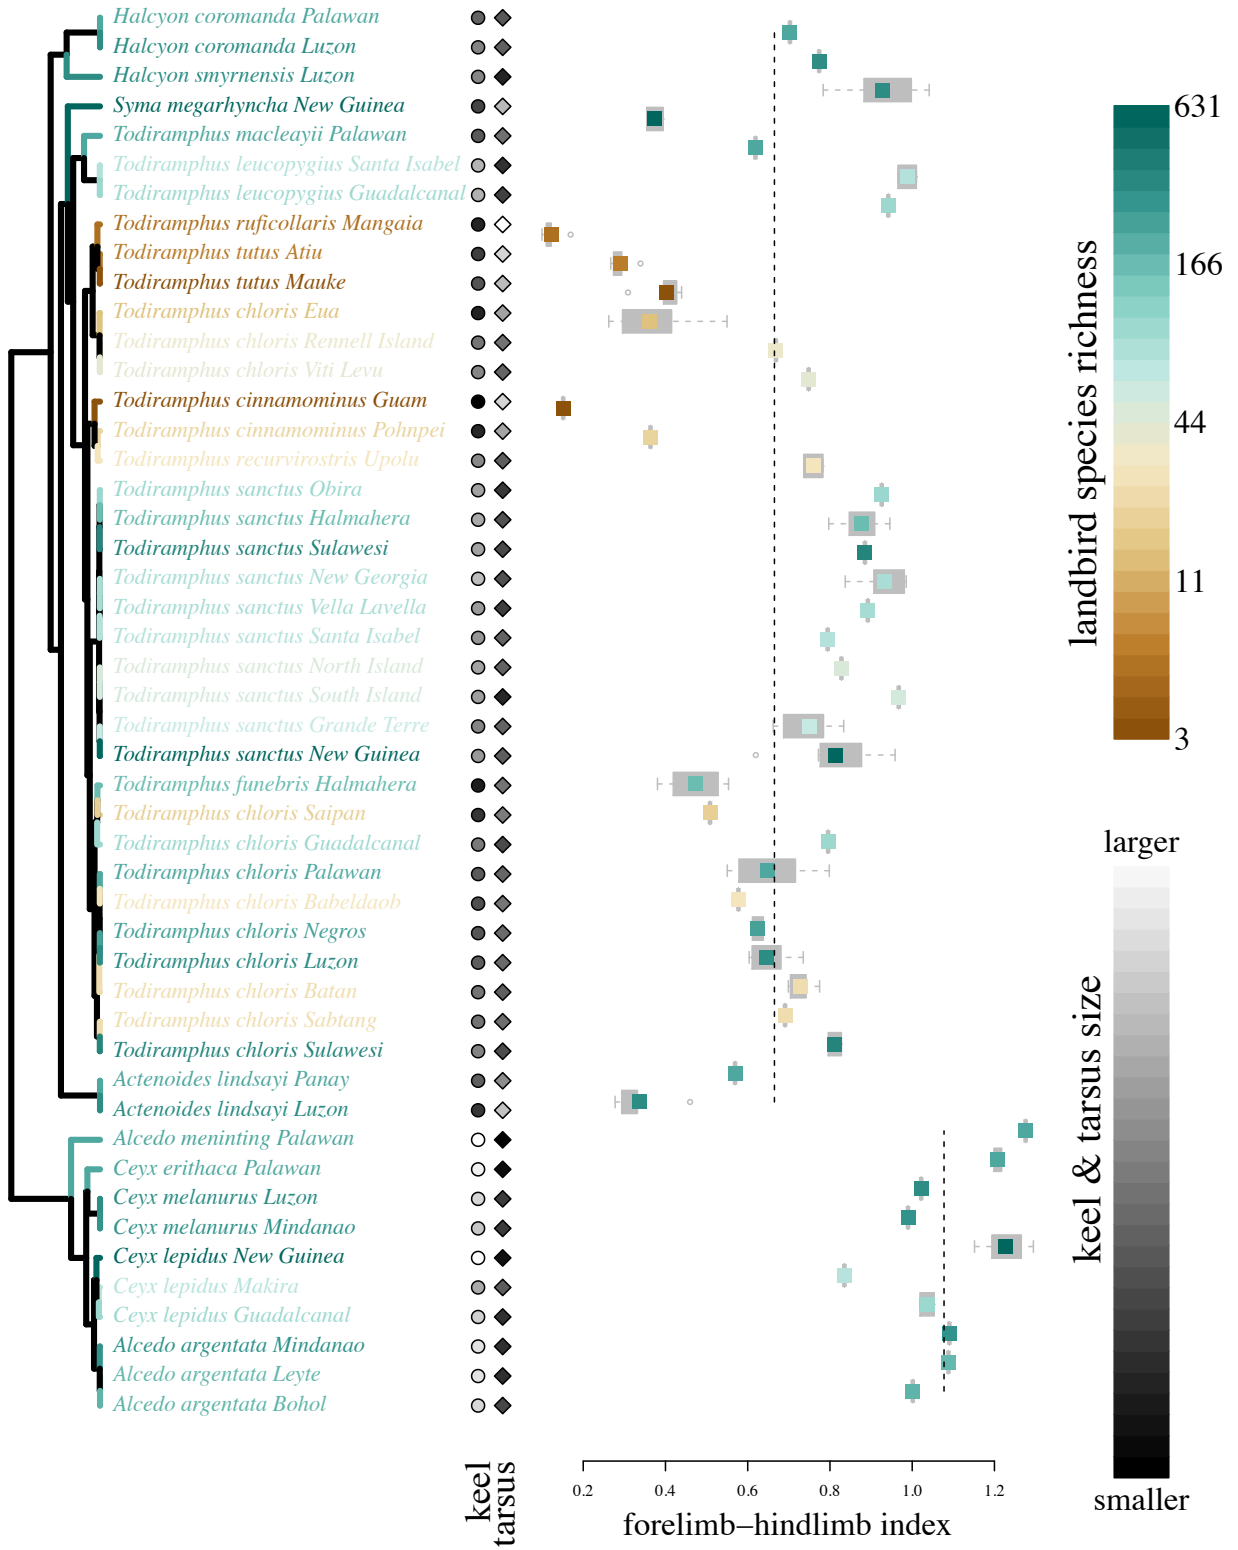 Halcyon coromanda Palawan
Halcyon coromanda Luzon
Halcyon smyrnensis Luzon
Syma megarhyncha New Guinea
Todiramphus macleayii Palawan
Todiramphus leucopygius Santa Isabel
Todiramphus leucopygius Guadalcanal
Todiramphus ruficollaris Mangaia
Todiramphus tutus Atiu
Todiramphus tutus Mauke
Todiramphus chloris Eua
Todiramphus chloris Rennell Island
Todiramphus chloris Viti Levu
Todiramphus cinnamominus Guam
Todiramphus cinnamominus Pohnpei
Todiramphus recurvirostris Upolu
Todiramphus sanctus Obira
Todiramphus sanctus Halmahera
Todiramphus sanctus Sulawesi
Todiramphus sanctus New Georgia
Todiramphus sanctus Vella Lavella
Todiramphus sanctus Santa Isabel
Todiramphus sanctus North Island
Todiramphus sanctus South Island
Todiramphus sanctus Grande Terre
Todiramphus sanctus New Guinea
Todiramphus funebris Halmahera
Todiramphus chloris Saipan
Todiramphus chloris Guadalcanal
Todiramphus chloris Palawan
Todiramphus chloris Babeldaob
Todiramphus chloris Negros
Todiramphus chloris Luzon
Todiramphus chloris Batan
Todiramphus chloris Sabtang
Todiramphus chloris Sulawesi
Actenoides lindsayi Panay
Actenoides lindsayi Luzon
Alcedo meninting Palawan
Ceyx erithaca Palawan
Ceyx melanurus Luzon
Ceyx melanurus Mindanao
Ceyx lepidus New Guinea
Ceyx lepidus Makira
Ceyx lepidus Guadalcanal
Alcedo argentata Mindanao
Alcedo argentata Leyte
Alcedo argentata Bohol
keel
tarsus
0.2 0.4 0.6 0.8 1.0 1.2
forelimb–hindlimb index
landbird species richness
631
166
44
11
3
larger
keel & tarsus size
smaller